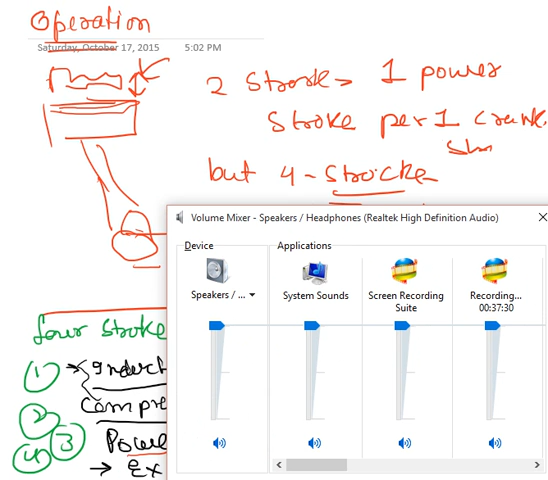 Operation
Saturday, October 17, 2015 5:02 PM
2 Stroke 1 power
Stroke per 1 crank
but 4 - Strocke
Volume Mixer - Speakers / Headphones (Realtek High Definition Audio)
Device Applications
Speakers / ... System Sounds Screen Recording Suite Recording... 00:37:30
four stroke
① Induct
② Compre
③ Powe
④ → Ex